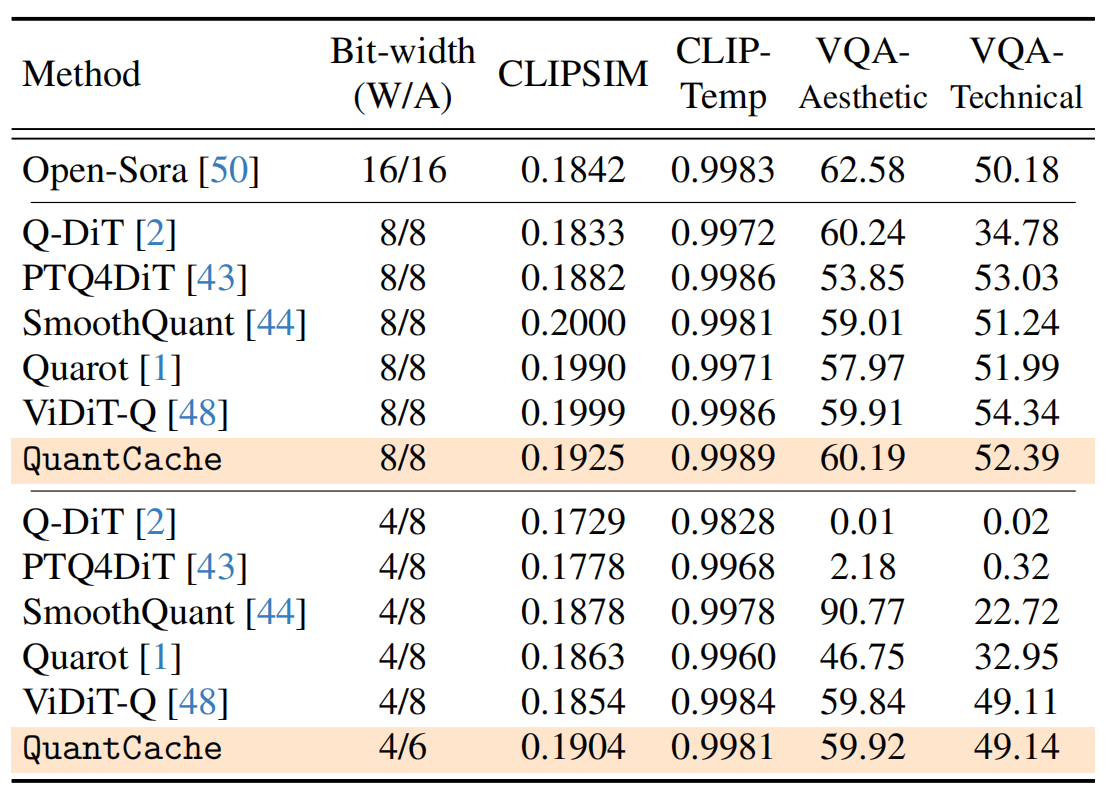 Method Bit-width (W/A) CLIPSIM CLIP-Temp VQA-Aesthetic VQA-Technical
Open-Sora [50] 16/16 0.1842 0.9983 62.58 50.18
Q-DiT [2] 8/8 0.1833 0.9972 60.24 34.78
PTQ4DiT [43] 8/8 0.1882 0.9986 53.85 53.03
SmoothQuant [44] 8/8 0.2000 0.9981 59.01 51.24
Quarot [1] 8/8 0.1990 0.9971 57.97 51.99
ViDiT-Q [48] 8/8 0.1999 0.9986 59.91 54.34
QuantCache 8/8 0.1925 0.9989 60.19 52.39
Q-DiT [2] 4/8 0.1729 0.9828 0.01 0.02
PTQ4DiT [43] 4/8 0.1778 0.9968 2.18 0.32
SmoothQuant [44] 4/8 0.1878 0.9978 90.77 22.72
Quarot [1] 4/8 0.1863 0.9960 46.75 32.95
ViDiT-Q [48] 4/8 0.1854 0.9984 59.84 49.11
QuantCache 4/6 0.1904 0.9981 59.92 49.14